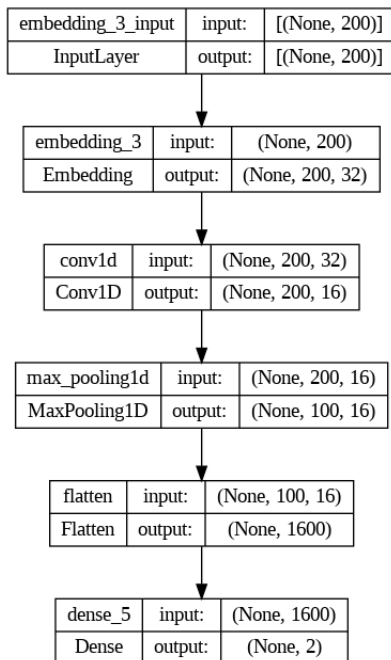 embedding_3_input input: [(None, 200)]
InputLayer output: [(None, 200)]
embedding_3 input: (None, 200)
Embedding output: (None, 200, 32)
conv1d input: (None, 200, 32)
Conv1D output: (None, 200, 16)
max_pooling1d input: (None, 200, 16)
MaxPooling1D output: (None, 100, 16)
flatten input: (None, 100, 16)
Flatten output: (None, 1600)
dense_5 input: (None, 1600)
Dense output: (None, 2)